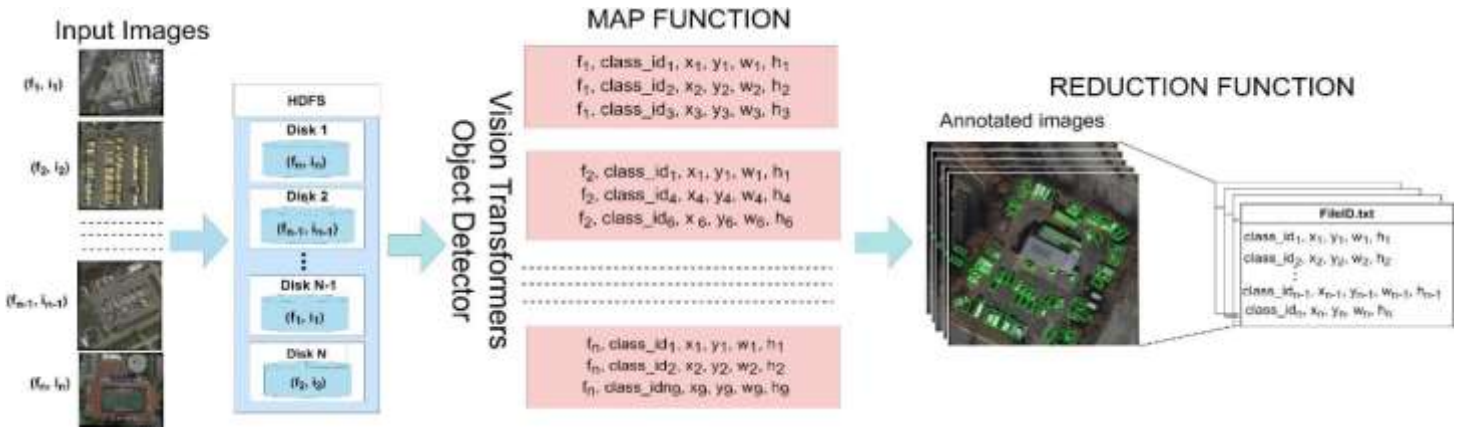 Input Images
(f₁, i₁)
(f₂, i₂)
(fₙ₋₁, iₙ₋₁)
(fₙ, iₙ)
HDFS
Disk 1
(fₙ, iₙ)
Disk 2
(fₙ₋₁, iₙ₋₁)
Disk N-1
(f₁, i₁)
Disk N
(f₂, i₂)
Vision Transformers
Object Detector
MAP FUNCTION
f₁, class_id₁, x₁, y₁, w₁, h₁
f₁, class_id₂, x₂, y₂, w₂, h₂
f₁, class_id₃, x₃, y₃, w₃, h₃
f₂, class_id₁, x₁, y₁, w₁, h₁
f₂, class_id₄, x₄, y₄, w₄, h₄
f₂, class_id₆, x₆, y₆, w₆, h₆
fₙ, class_id₁, x₁, y₁, w₁, h₁
fₙ, class_id₂, x₂, y₂, w₂, h₂
fₙ, class_idn₉, x₉, y₉, w₉, h₉
REDUCTION FUNCTION
Annotated images
FileID.txt
class_id₁, x₁, y₁, w₁, h₁
class_id₂, x₂, y₂, w₂, h₂
class_idₙ₋₁, xₙ₋₁, yₙ₋₁, wₙ₋₁, hₙ₋₁
class_idₙ, xₙ, yₙ, wₙ, hₙ